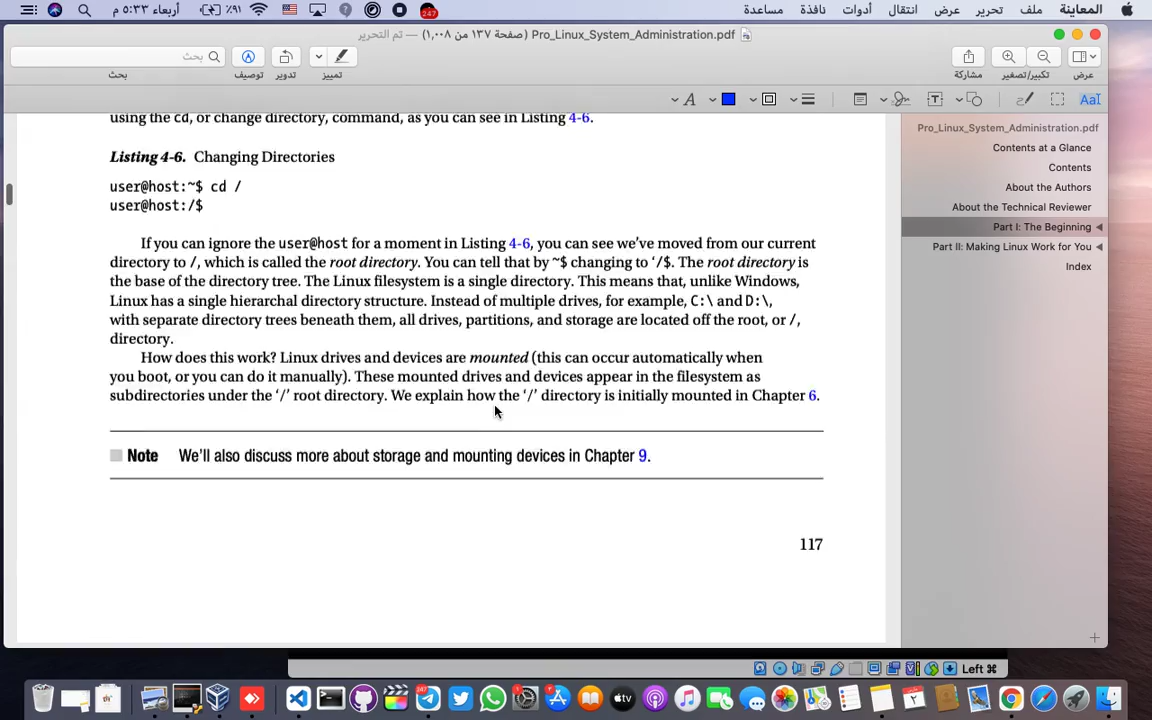 المعاينة ملف تحرير عرض انتقال أدوات نافذة مساعدة
٩١٪ أربعاء ٥:٣٣ م
247
Pro_Linux_System_Administration.pdf (صفحة ١٣٧ من ١,٠٠٨) — تم التحرير
بحث
عرض تكبير/تصغير مشاركة تمييز تدوير توصيف بحث
using the cd, or change directory, command, as you can see in Listing 4-6.
Listing 4-6. Changing Directories
user@host:~$ cd /
user@host:/$
If you can ignore the user@host for a moment in Listing 4-6, you can see we've moved from our current
directory to /, which is called the root directory. You can tell that by ~$ changing to '/$. The root directory is
the base of the directory tree. The Linux filesystem is a single directory. This means that, unlike Windows,
Linux has a single hierarchal directory structure. Instead of multiple drives, for example, C:\ and D:\,
with separate directory trees beneath them, all drives, partitions, and storage are located off the root, or /,
directory.
How does this work? Linux drives and devices are mounted (this can occur automatically when
you boot, or you can do it manually). These mounted drives and devices appear in the filesystem as
subdirectories under the '/' root directory. We explain how the '/' directory is initially mounted in Chapter 6.
Note We'll also discuss more about storage and mounting devices in Chapter 9.
117
Pro_Linux_System_Administration.pdf
Contents at a Glance
Contents
About the Authors
About the Technical Reviewer
Part I: The Beginning
Part II: Making Linux Work for You
Index
Left ⌘